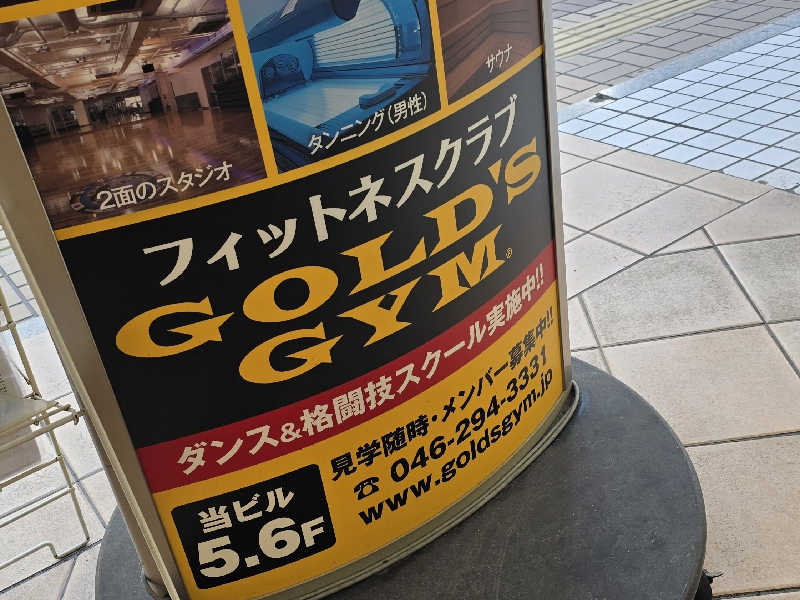 2面のスタジオ
タンニング(男性)
サウナ
フィットネスクラブ
GOLD'S
GYM®
ダンス&格闘技スクール実施中!!
見学随時・メンバー募集中!!
☎ 046-294-3331
www.goldsgym.jp
当ビル
5.6F